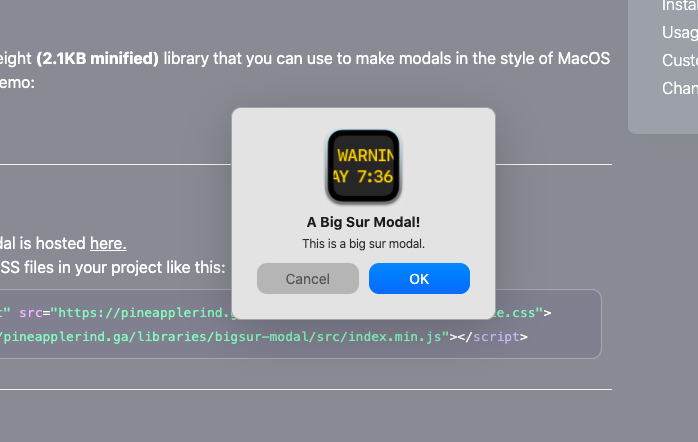 Insta
eight (2.1KB minified) library that you can use to make modals in the style of MacOS
Usag
emo:
Custo
Chan
WARNIN
AY 7:36
A Big Sur Modal!
This is a big sur modal.
dal is hosted here.
SS files in your project like this:
Cancel
OK
t" src="https://pineapplerind.g
e.css">
/pineapplerind.ga/libraries/bigsur-modal/src/index.min.js"></script>